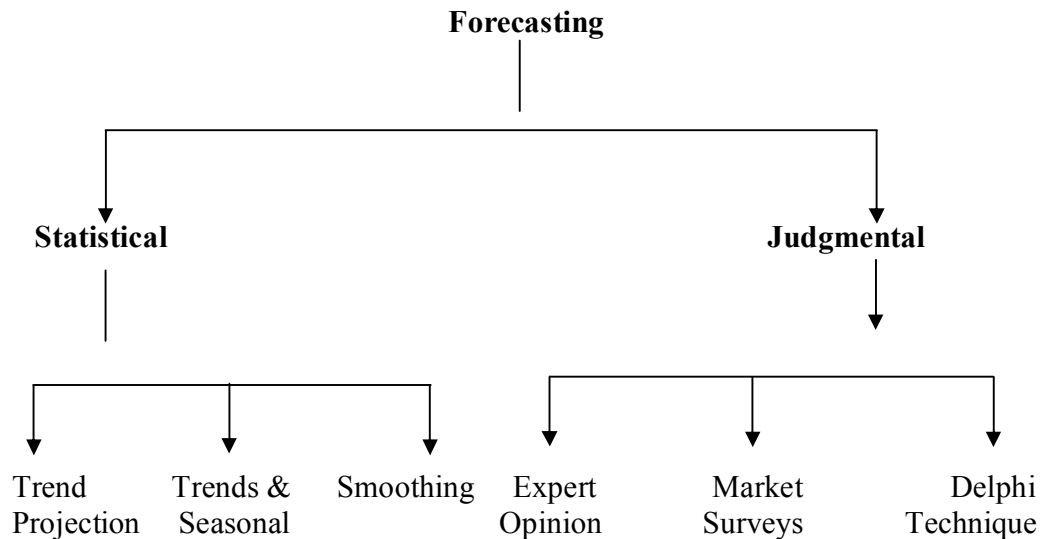 Forecasting
Statistical
Judgmental
Trend
Projection
Trends &
Seasonal
Smoothing
Expert
Opinion
Market
Surveys
Delphi
Technique